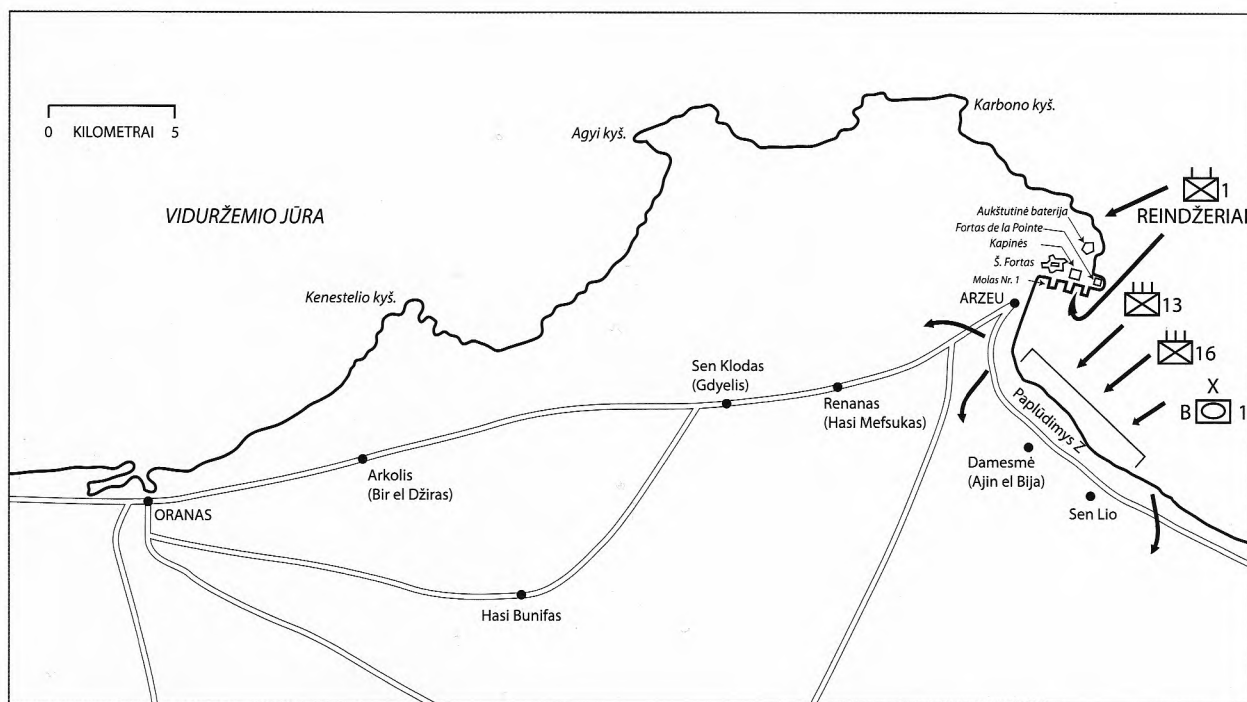 0 KILOMETRAI 5
VIDURŽEMIO JŪRA
Kenestelio kyš.
Agyi kyš.
Karbono kyš.
1
REINDŽERIAI
Aukštutinė baterija
Fortas de la Pointe
Kapinės
Š. Fortas
Molas Nr. 1
ARZEU
13
16
X
B 1
Paplūdimys Z
Sen Klodas
(Gdyelis)
Renanas
(Hasi Mefsukas)
Damesmė
(Ajin el Bija)
Sen Lio
Arkolis
(Bir el Džiras)
ORANAS
Hasi Bunifas